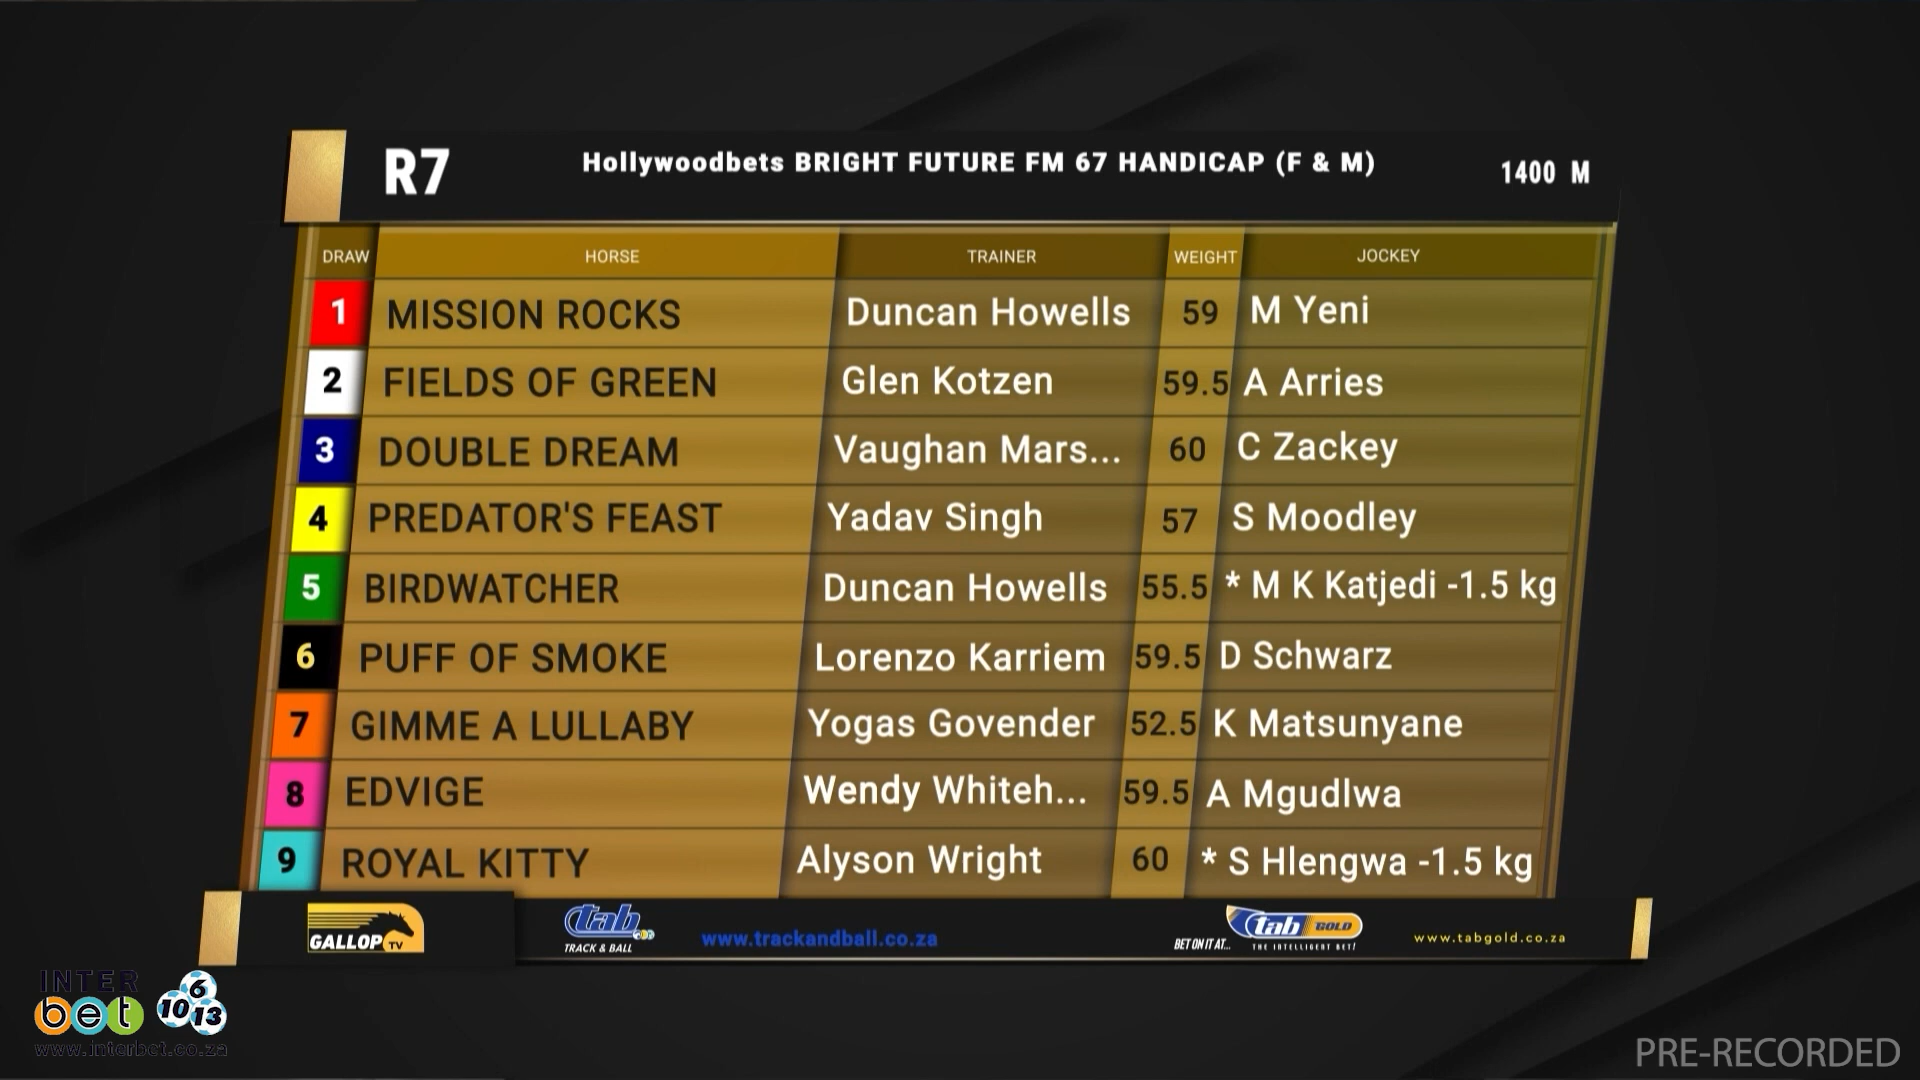 R7 Hollywoodbets BRIGHT FUTURE FM 67 HANDICAP (F & M) 1400 M
DRAW HORSE TRAINER WEIGHT JOCKEY
1 MISSION ROCKS Duncan Howells 59 M Yeni
2 FIELDS OF GREEN Glen Kotzen 59.5 A Arries
3 DOUBLE DREAM Vaughan Mars... 60 C Zackey
4 PREDATOR'S FEAST Yadav Singh 57 S Moodley
5 BIRDWATCHER Duncan Howells 55.5 * M K Katjedi -1.5 kg
6 PUFF OF SMOKE Lorenzo Karriem 59.5 D Schwarz
7 GIMME A LULLABY Yogas Govender 52.5 K Matsunyane
8 EDVIGE Wendy Whiteh... 59.5 A Mgudlwa
9 ROYAL KITTY Alyson Wright 60 * S Hlengwa -1.5 kg
GALLOP TV
tab
TRACK & BALL
www.trackandball.co.za
BET ON IT AT...
tab GOLD
THE INTELLIGENT BET!
www.tabgold.co.za
INTER
bet
6
10 13
www.interbet.co.za
PRE-RECORDED